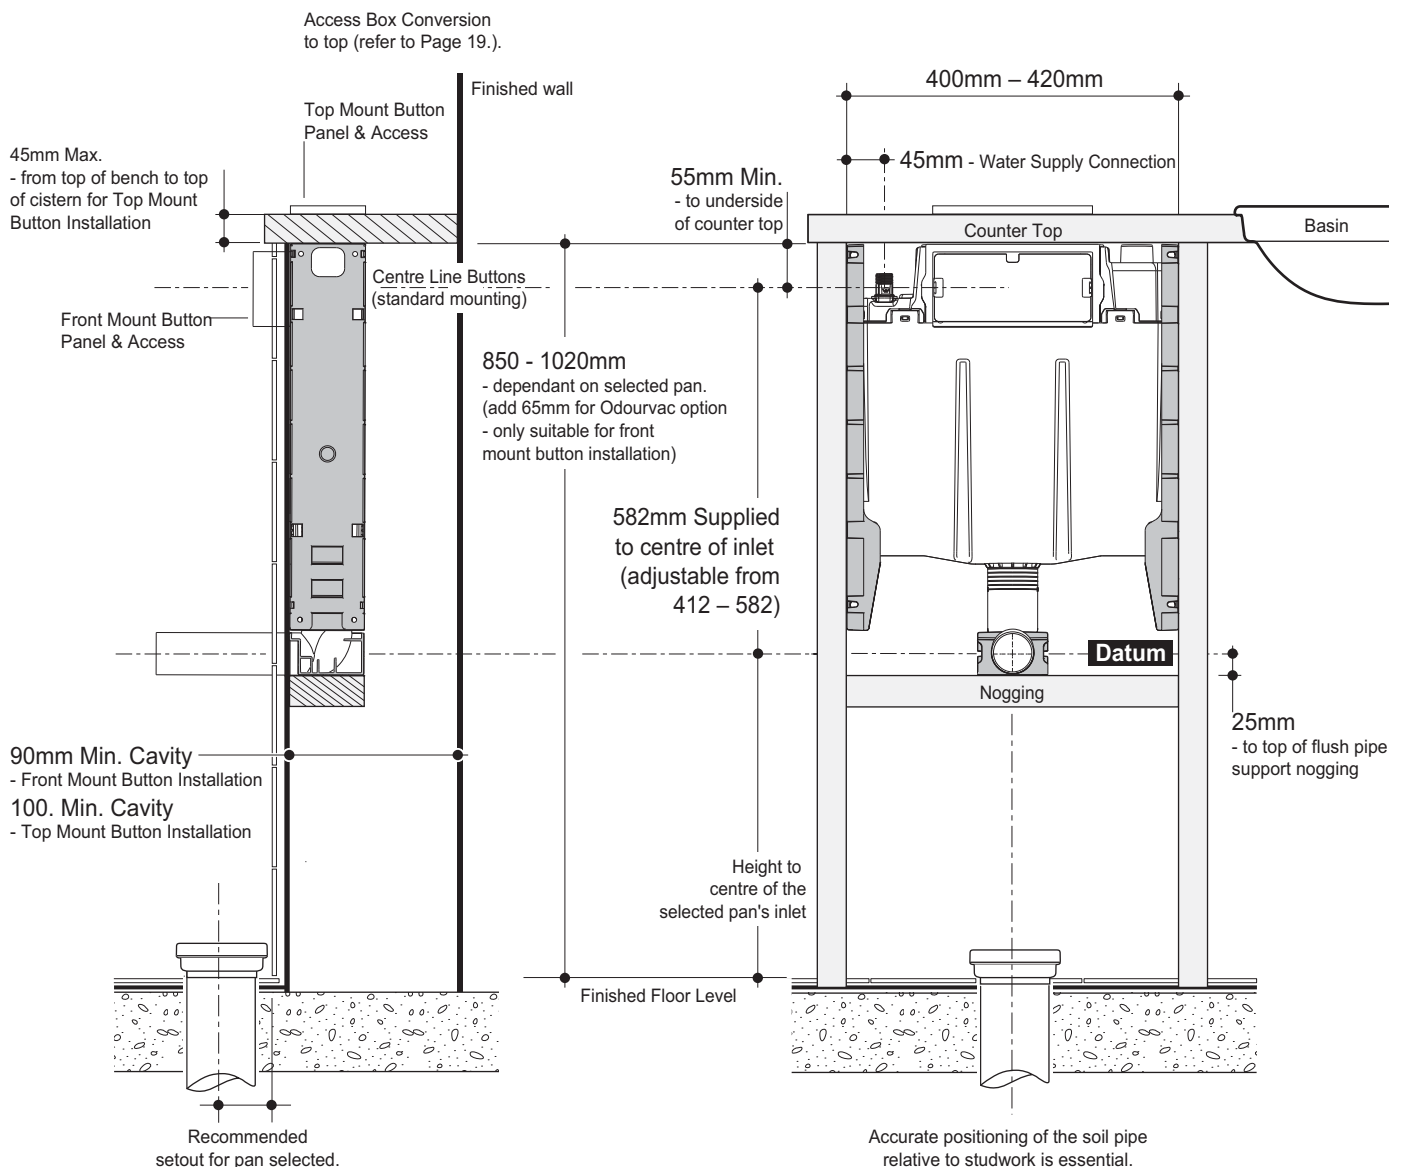 Access Box Conversion
to top (refer to Page 19.).
Finished wall
Top Mount Button
Panel & Access
45mm Max.
- from top of bench to top
of cistern for Top Mount
Button Installation
Centre Line Buttons
(standard mounting)
Front Mount Button
Panel & Access
850 - 1020mm
- dependant on selected pan.
(add 65mm for Odourvac option
- only suitable for front
mount button installation)
90mm Min. Cavity
- Front Mount Button Installation
100. Min. Cavity
- Top Mount Button Installation
Recommended
setout for pan selected.
400mm – 420mm
45mm - Water Supply Connection
55mm Min.
- to underside
of counter top
Counter Top
Basin
582mm Supplied
to centre of inlet
(adjustable from
412 – 582)
Datum
Nogging
25mm
- to top of flush pipe
support nogging
Height to
centre of the
selected pan's inlet
Finished Floor Level
Accurate positioning of the soil pipe
relative to studwork is essential.